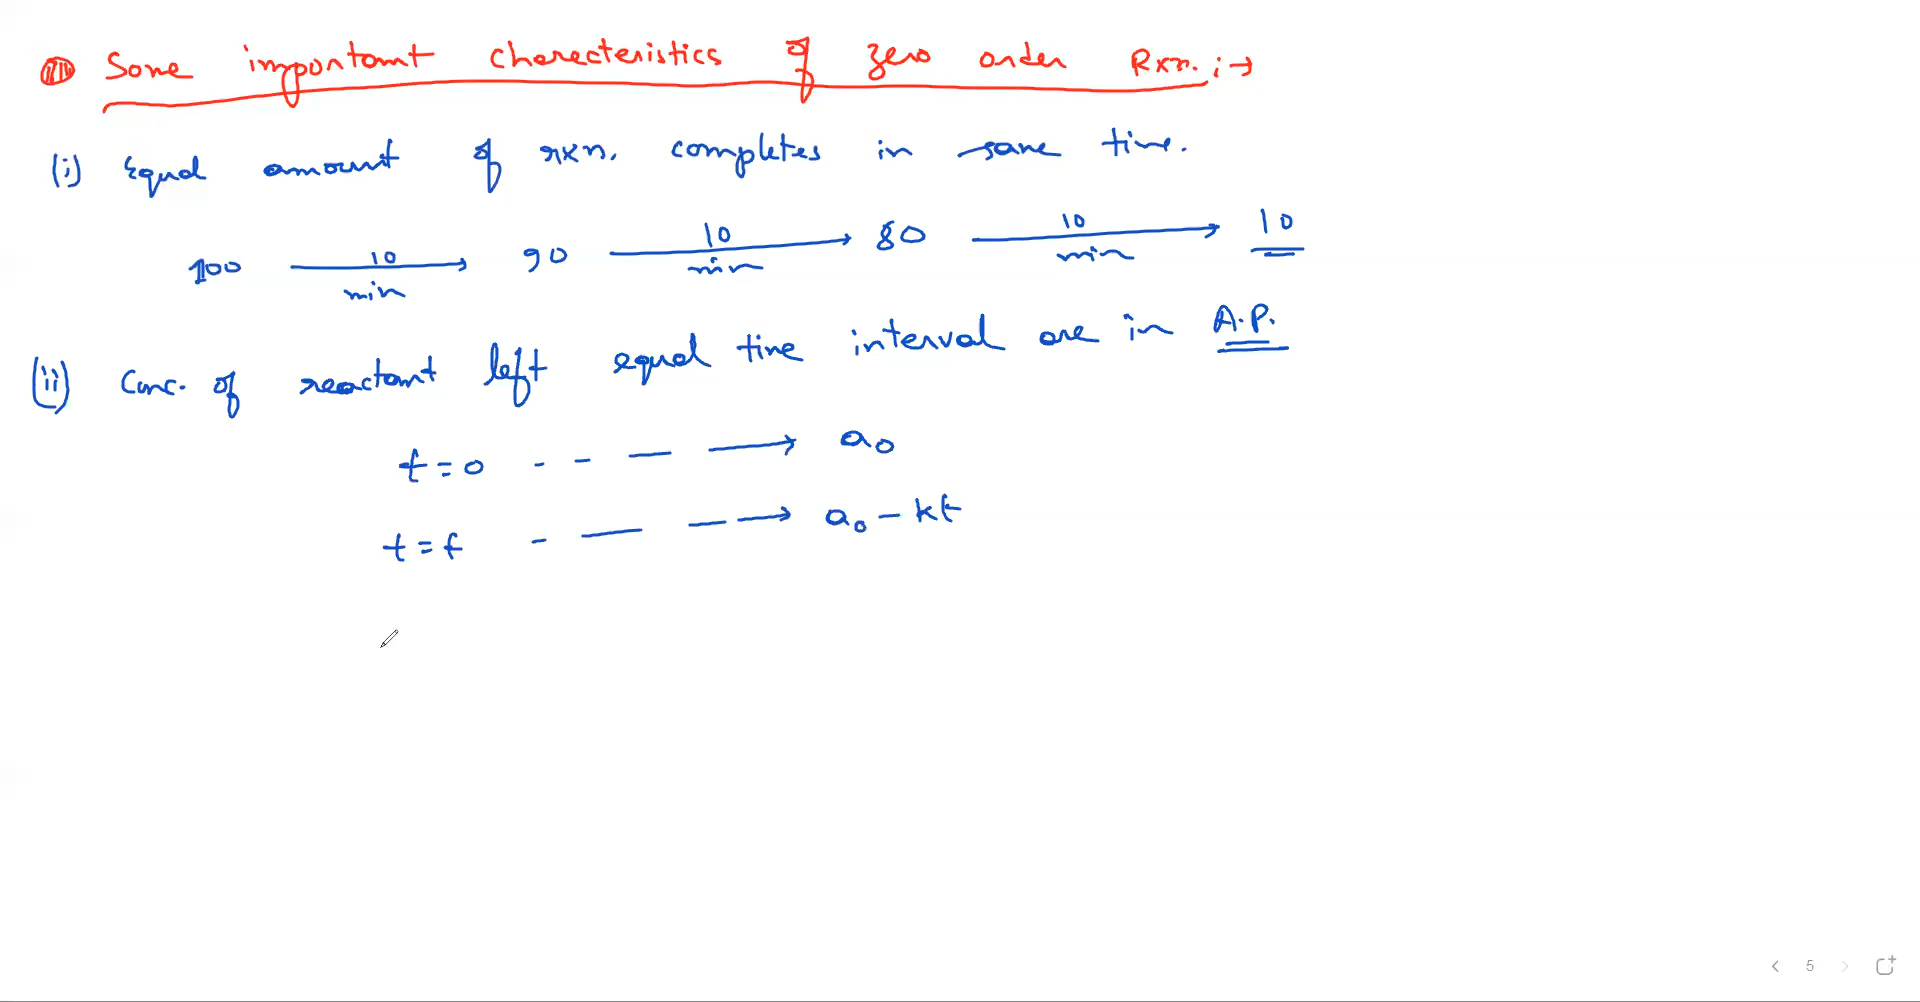 Some important characteristics of zero order Rxn. : →
(i) Equal amount of rxn. completes in same time.
100 10 min → 90 10 min → 80 10 min → 10
(ii) Conc. of reactant left equal time interval are in A.P.
t = 0 - - — → a₀
t = t - — — → a₀ - kt
5